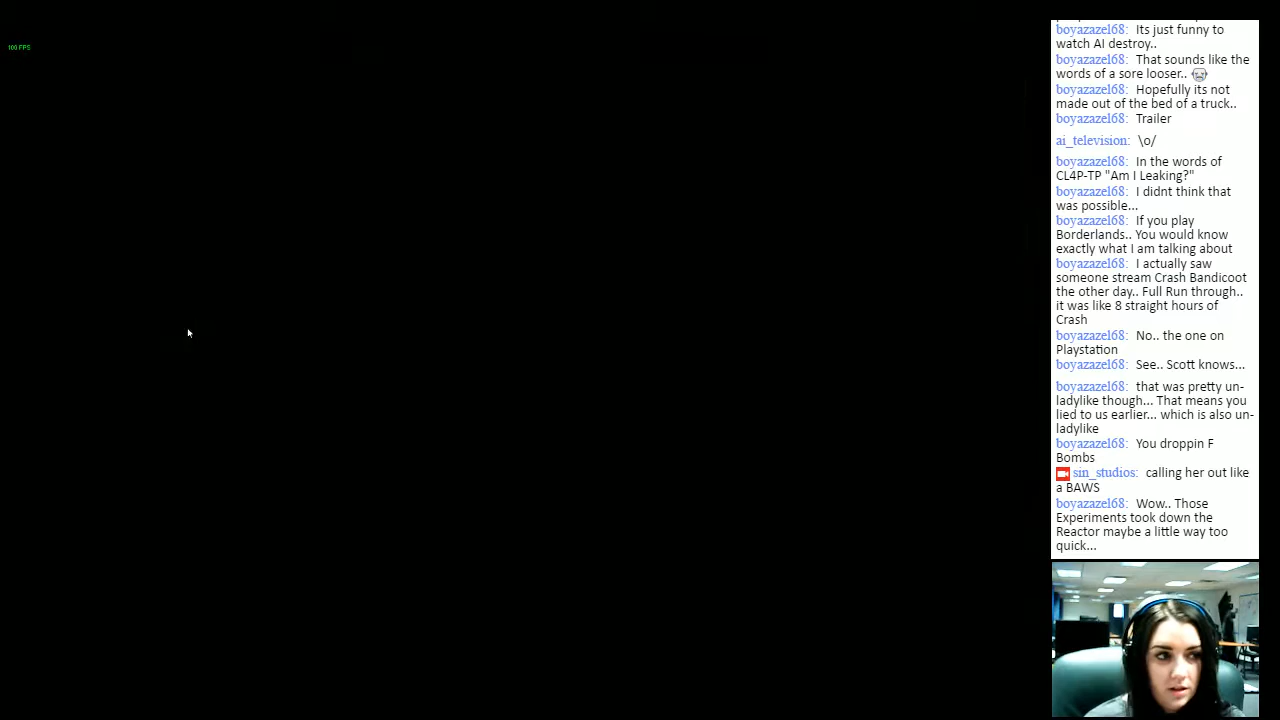 100 FPS
boyazazel68: Its just funny to
watch AI destroy..
boyazazel68: That sounds like the
words of a sore looser..
boyazazel68: Hopefully its not
made out of the bed of a truck..
boyazazel68: Trailer
ai_television: \o/
boyazazel68: In the words of
CL4P-TP "Am I Leaking?"
boyazazel68: I didnt think that
was possible...
boyazazel68: If you play
Borderlands.. You would know
exactly what I am talking about
boyazazel68: I actually saw
someone stream Crash Bandicoot
the other day.. Full Run through..
it was like 8 straight hours of
Crash
boyazazel68: No.. the one on
Playstation
boyazazel68: See.. Scott knows...
boyazazel68: that was pretty un-
ladylike though... That means you
lied to us earlier... which is also un-
ladylike
boyazazel68: You droppin F
Bombs
sin_studios: calling her out like
a BAWS
boyazazel68: Wow.. Those
Experiments took down the
Reactor maybe a little way too
quick...